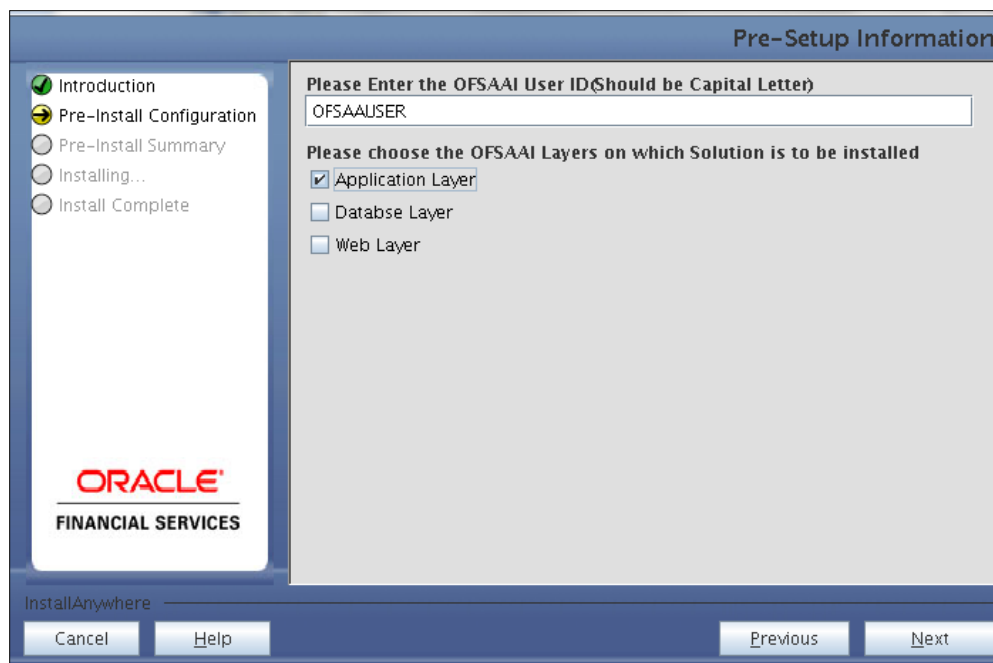 Pre-Setup Information
Introduction
Pre-Install Configuration
Pre-Install Summary
Installing...
Install Complete
Please Enter the OFSAAI User ID(Should be Capital Letter)
OFSAAUSER
Please choose the OFSAAI Layers on which Solution is to be installed
Application Layer
Databse Layer
Web Layer
ORACLE
FINANCIAL SERVICES
InstallAnywhere
Cancel
Help
Previous
Next